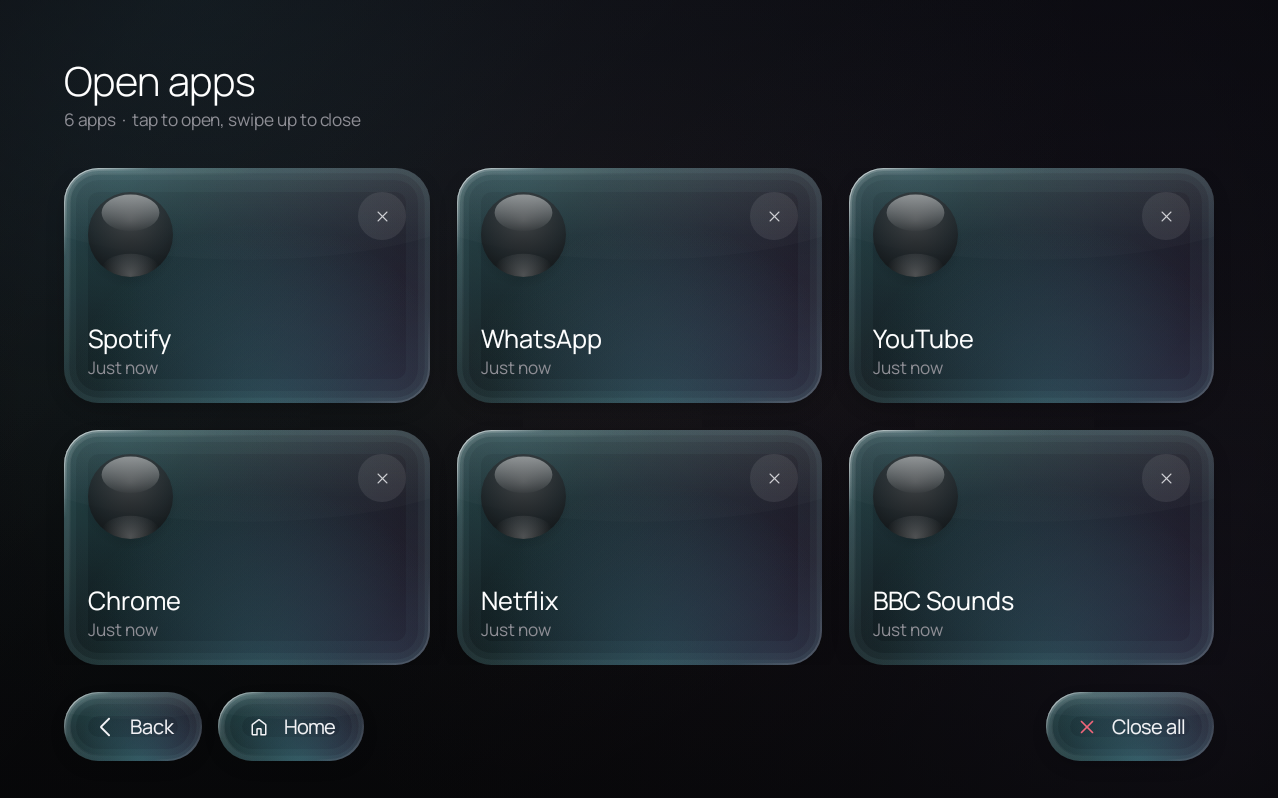 Open apps
6 apps · tap to open, swipe up to close
Spotify
Just now
WhatsApp
Just now
YouTube
Just now
Chrome
Just now
Netflix
Just now
BBC Sounds
Just now
Back
Home
Close all